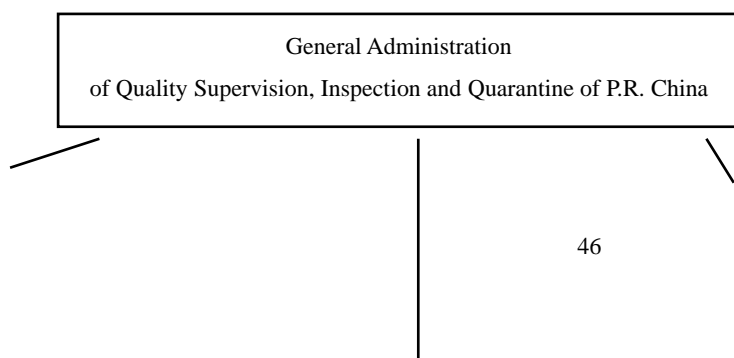 General Administration
of Quality Supervision, Inspection and Quarantine of P.R. China
46